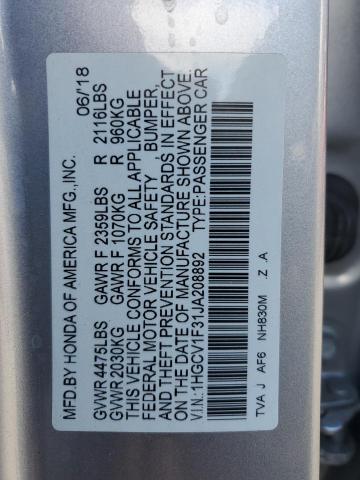 MFD.BY HONDA OF AMERICA MFG.,INC. 06/18
GVWR 4475LBS GAWR F 2359LBS R 2116LBS
GVWR 2030KG GAWR F 1070KG R 960KG
THIS VEHICLE CONFORMS TO ALL APPLICABLE
FEDERAL MOTOR VEHICLE SAFETY , BUMPER,
AND THEFT PREVENTION STANDARDS IN EFFECT
ON THE DATE OF MANUFACTURE SHOWN ABOVE.
V.I.N.:1HGCV1F31JA208892 TYPE:PASSENGER CAR
TVA J AF6 NH830M .Z .A